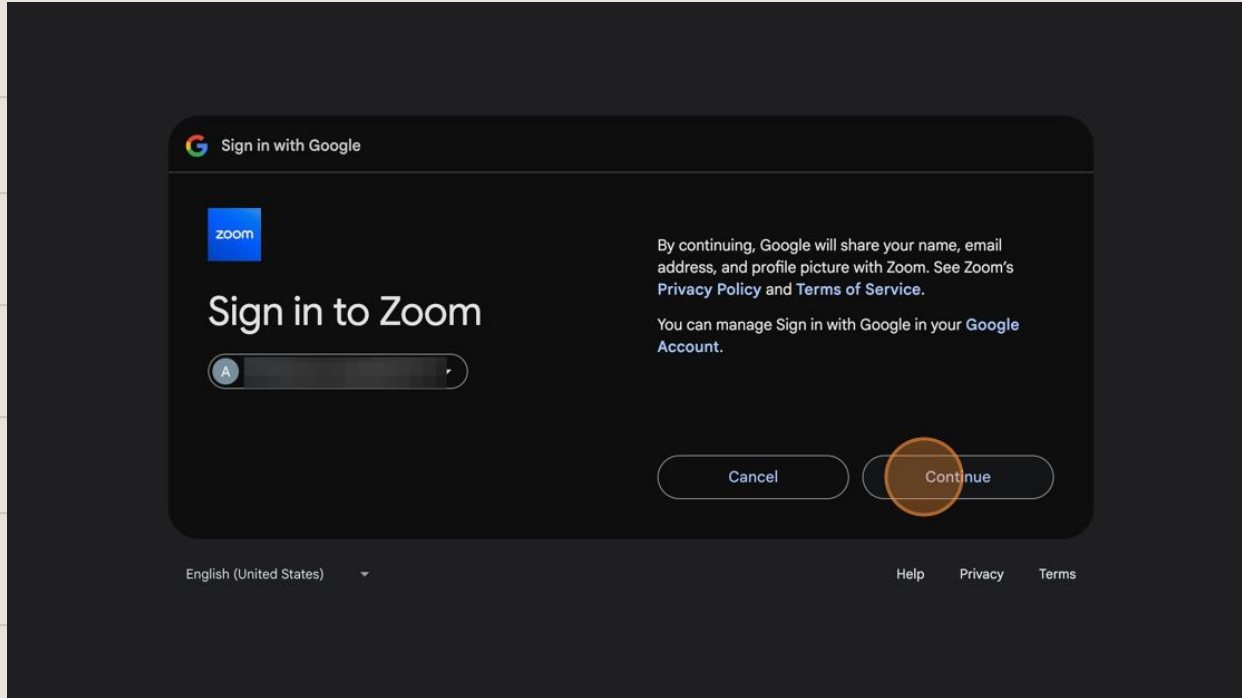 Sign in with Google
zoom
Sign in to Zoom
A
By continuing, Google will share your name, email
address, and profile picture with Zoom. See Zoom's
Privacy Policy and Terms of Service.
You can manage Sign in with Google in your Google
Account.
Cancel
Continue
English (United States)
Help
Privacy
Terms